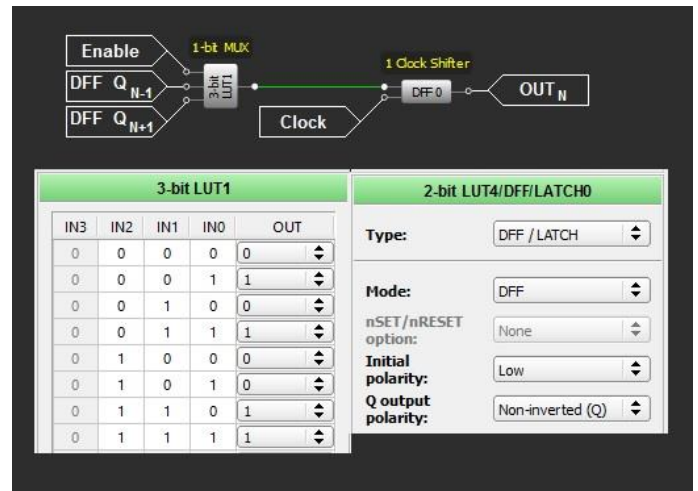 Enable
1-bit MUX
DFF Q N-1
3-bit LUT1
DFF Q N+1
1 Clock Shifter
DFF 0
OUT N
Clock
3-bit LUT1
IN3 IN2 IN1 IN0 OUT
0 0 0 0 0
0 0 0 1 1
0 0 1 0 0
0 0 1 1 1
0 1 0 0 0
0 1 0 1 0
0 1 1 0 1
0 1 1 1 1
2-bit LUT4/DFF/LATCH0
Type: DFF / LATCH
Mode: DFF
nSET/nRESET
option: None
Initial
polarity: Low
Q output
polarity: Non-inverted (Q)